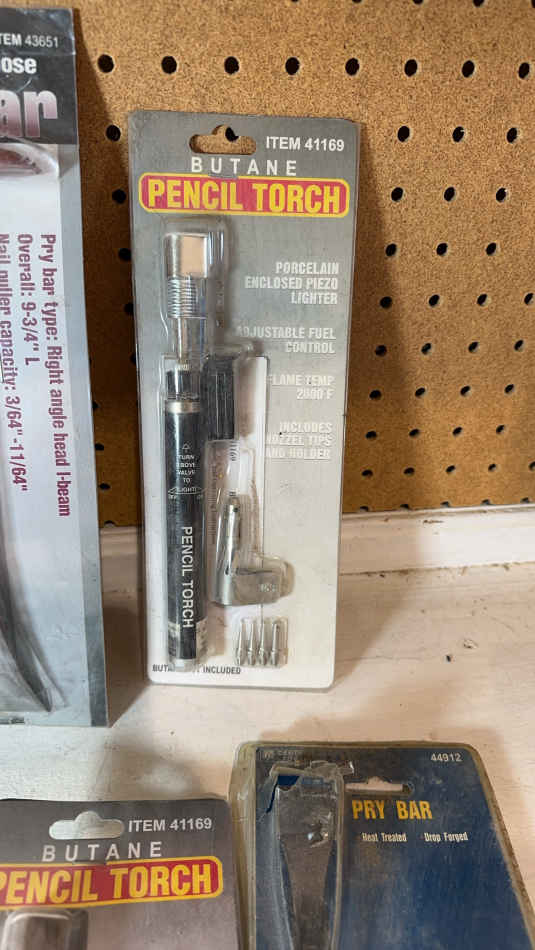 ITEM 43651
ose
ar
Pry bar type: Right angle head I-beam
Overall: 9-3/4" L
Nail puller capacity: 3/64" -11/64"
ITEM 41169
BUTANE
PENCIL TORCH
PORCELAIN
ENCLOSED PIEZO
LIGHTER
ADJUSTABLE FUEL
CONTROL
FLAME TEMP
2000 F
INCLUDES
NOZZEL TIPS
AND HOLDER
TURN
ABOVE
VALVE
TO
LIGHT
PENCIL TORCH
INCLUDED
ITEM 41169
BUTANE
PENCIL TORCH
44912
PRY BAR
Heat Treated Drop Forged